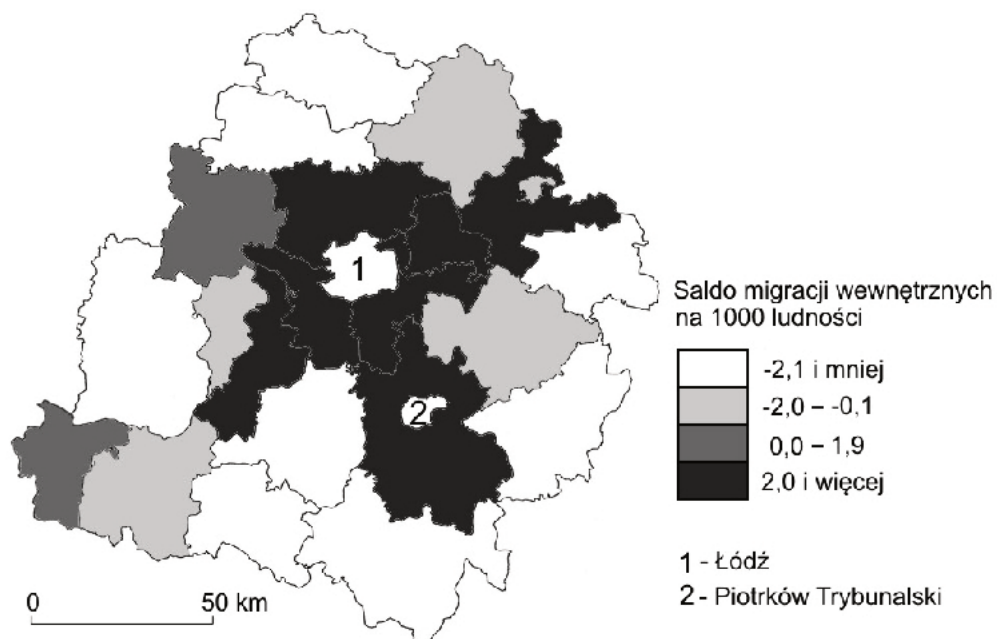 1
2
Saldo migracji wewnętrznych
na 1000 ludności
-2,1 i mniej
-2,0 – -0,1
0,0 – 1,9
2,0 i więcej
1 - Łódź
2 - Piotrków Trybunalski
0 50 km